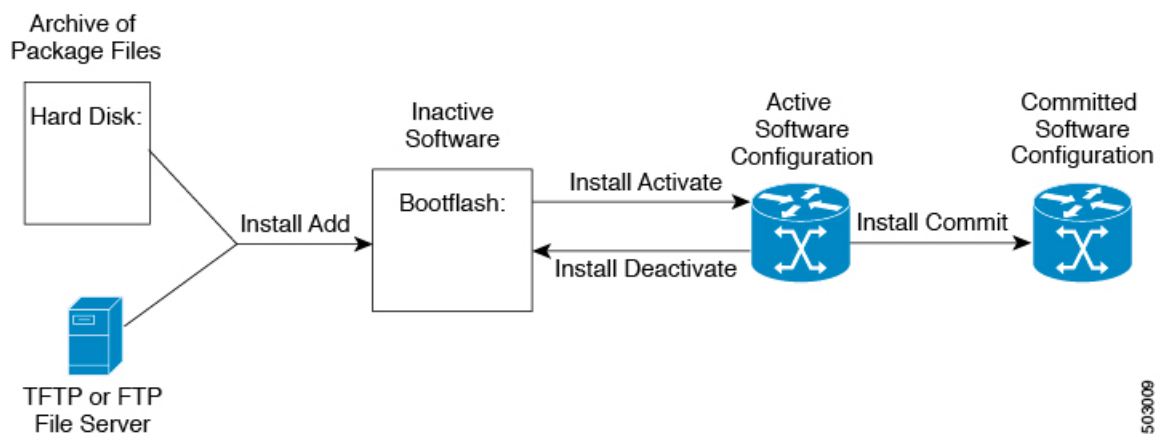 Archive of
Package Files
Hard Disk:
TFTP or FTP
File Server
Install Add
Inactive
Software
Bootflash:
Install Activate
Install Deactivate
Active
Software
Configuration
Install Commit
Committed
Software
Configuration
503009